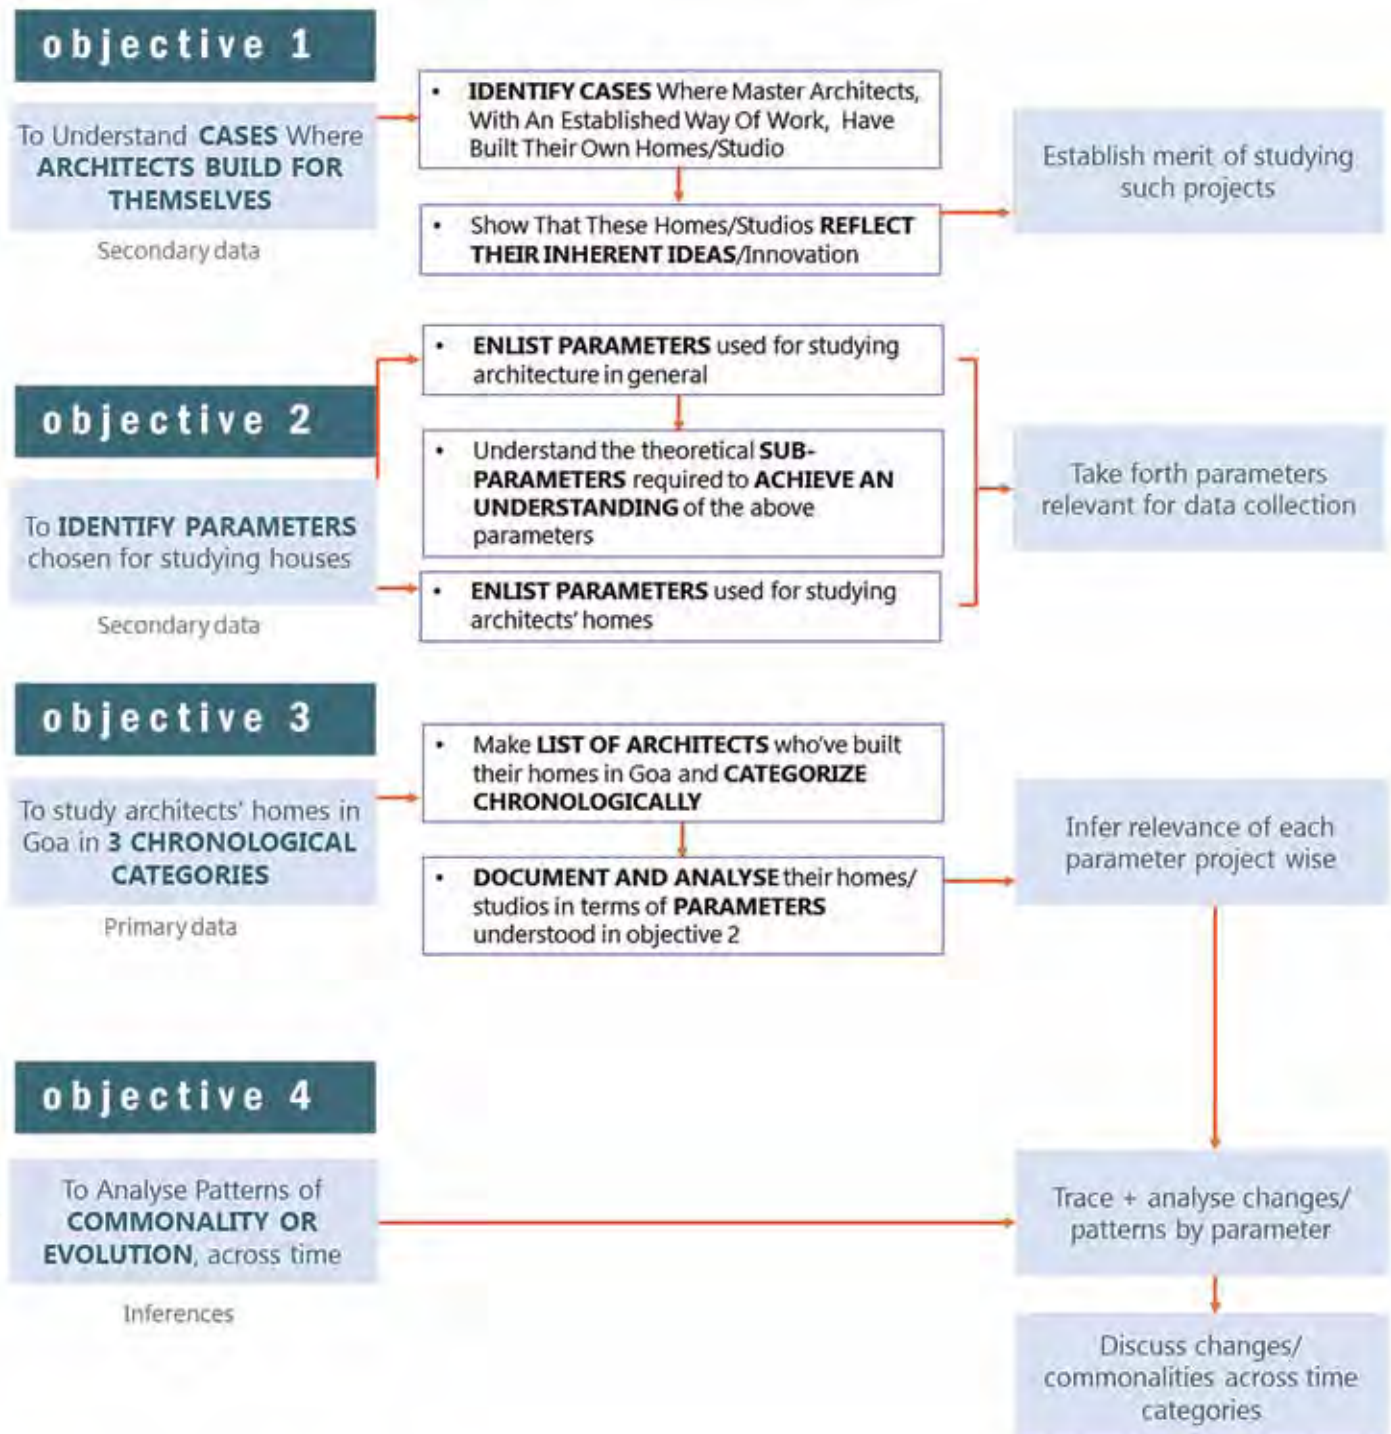 objective 1
To Understand CASES Where
ARCHITECTS BUILD FOR
THEMSELVES
Secondary data
• IDENTIFY CASES Where Master Architects,
With An Established Way Of Work, Have
Built Their Own Homes/Studio
• Show That These Homes/Studios REFLECT
THEIR INHERENT IDEAS/Innovation
Establish merit of studying
such projects
objective 2
To IDENTIFY PARAMETERS
chosen for studying houses
Secondary data
• ENLIST PARAMETERS used for studying
architecture in general
• Understand the theoretical SUB-
PARAMETERS required to ACHIEVE AN
UNDERSTANDING of the above
parameters
• ENLIST PARAMETERS used for studying
architects' homes
Take forth parameters
relevant for data collection
objective 3
To study architects' homes in
Goa in 3 CHRONOLOGICAL
CATEGORIES
Primary data
• Make LIST OF ARCHITECTS who've built
their homes in Goa and CATEGORIZE
CHRONOLOGICALLY
• DOCUMENT AND ANALYSE their homes/
studios in terms of PARAMETERS
understood in objective 2
Infer relevance of each
parameter project wise
objective 4
To Analyse Patterns of
COMMONALITY OR
EVOLUTION, across time
Inferences
Trace + analyse changes/
patterns by parameter
Discuss changes/
commonalities across time
categories